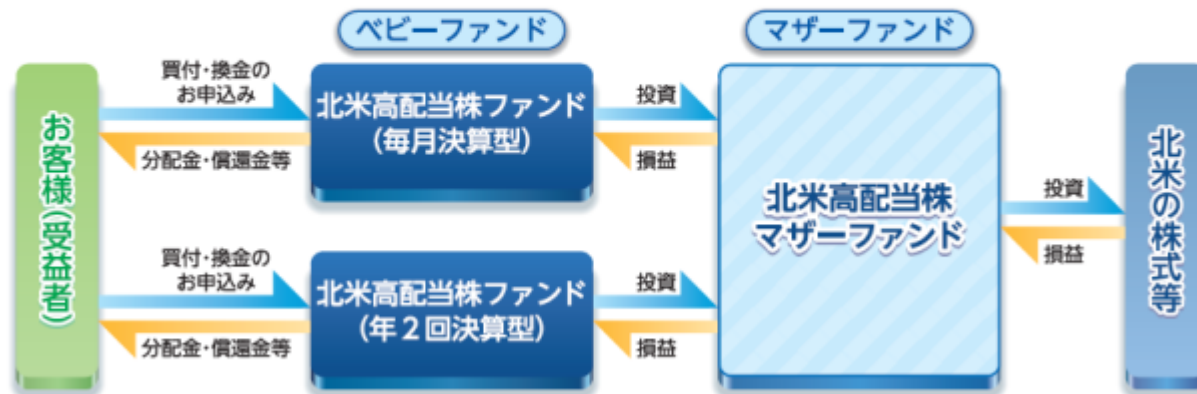 ベビーファンド
マザーファンド
お客様(受益者)
買付・換金の
お申込み
分配金・償還金等
北米高配当株ファンド
(毎月決算型)
投資
損益
買付・換金の
お申込み
分配金・償還金等
北米高配当株ファンド
(年2回決算型)
投資
損益
北米高配当株
マザーファンド
投資
損益
北米の株式等